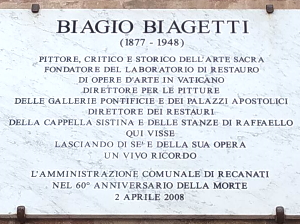 BIAGIO BIAGETTI
(1877 - 1948)
PITTORE, CRITICO E STORICO DELL'ARTE SACRA
FONDATORE DEL LABORATORIO DI RESTAURO
DI OPERE D'ARTE IN VATICANO
DIRETTORE PER LE PITTURE
DELLE GALLERIE PONTIFICIE E DEI PALAZZI APOSTOLICI
DIRETTORE DEI RESTAURI
DELLA CAPPELLA SISTINA E DELLE STANZE DI RAFFAELLO
QUI VISSE
LASCIANDO DI SE' E DELLA SUA OPERA
UN VIVO RICORDO
L'AMMINISTRAZIONE COMUNALE DI RECANATI
NEL 60° ANNIVERSARIO DELLA MORTE
2 APRILE 2008